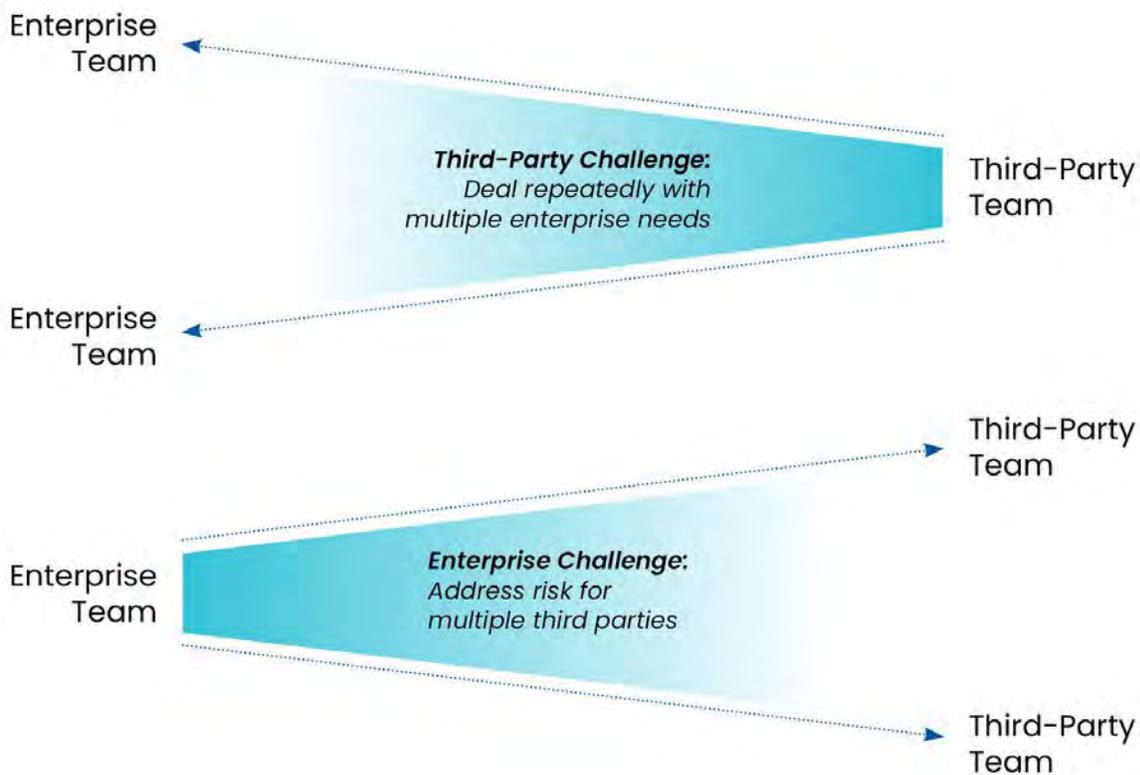 Enterprise
Team
Third-Party Challenge:
Deal repeatedly with
multiple enterprise needs
Third-Party
Team
Enterprise
Team
Third-Party
Team
Enterprise
Team
Enterprise Challenge:
Address risk for
multiple third parties
Third-Party
Team